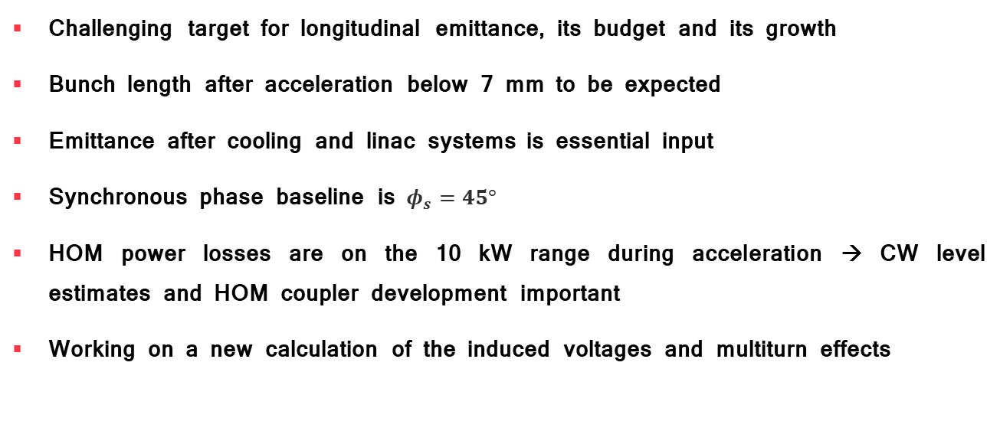 ▪ Challenging target for longitudinal emittance, its budget and its growth
▪ Bunch length after acceleration below 7 mm to be expected
▪ Emittance after cooling and linac systems is essential input
▪ Synchronous phase baseline is ϕₛ = 45°
▪ HOM power losses are on the 10 kW range during acceleration → CW level
estimates and HOM coupler development important
▪ Working on a new calculation of the induced voltages and multiturn effects